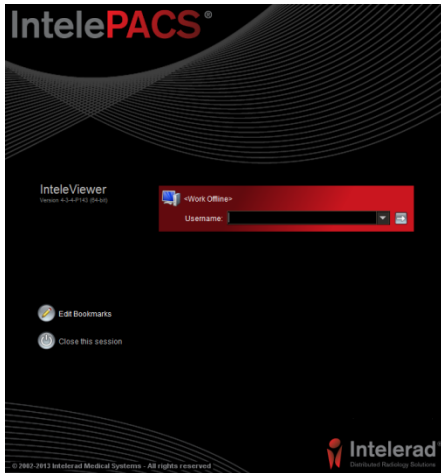 IntelePACS®
InteleViewer
Version 4-3-4-P143 (64-bit)
<Work Offline>
Username:
Edit Bookmarks
Close this session
Intelerad®
Distributed Radiology Solutions
© 2002-2013 Intelerad Medical Systems - All rights reserved